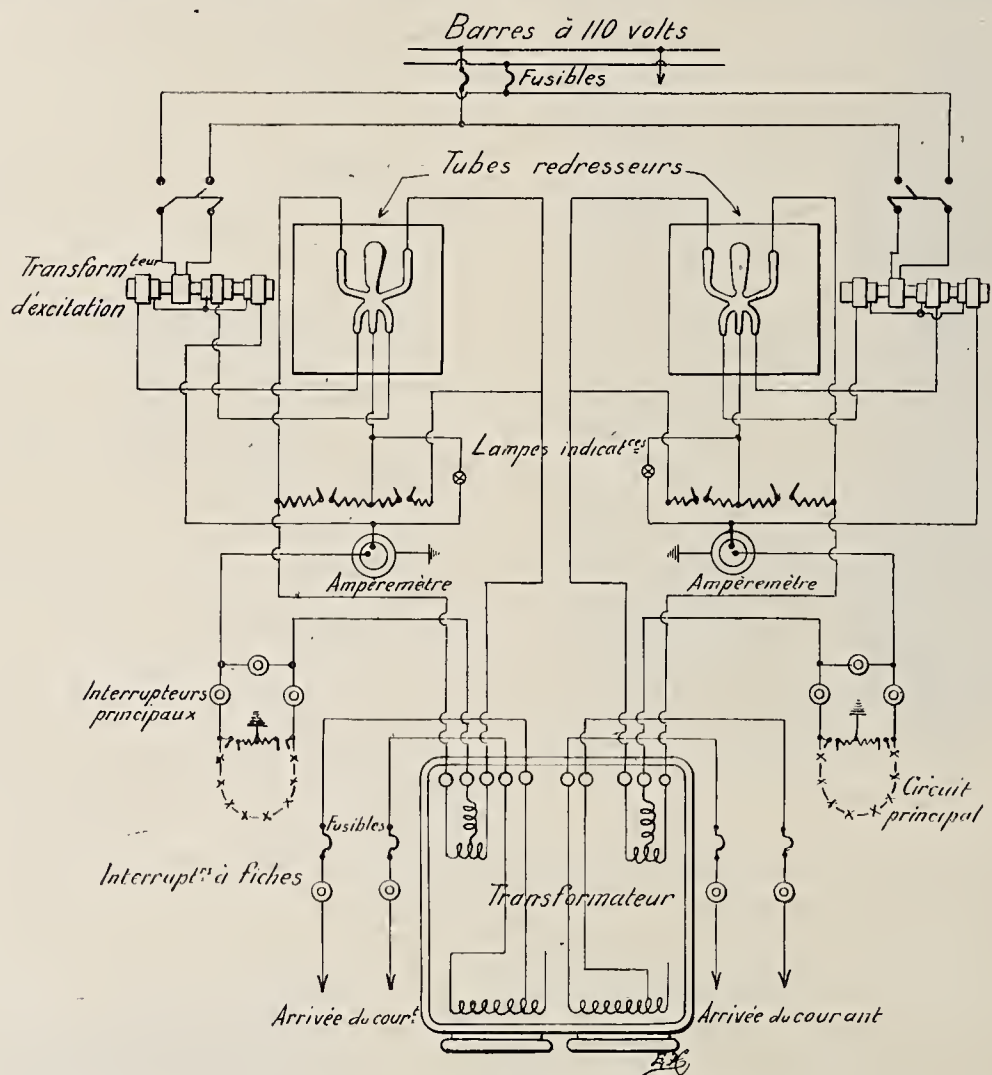 Barres à 110 volts
Fusibles
Tubes redresseurs
Transformteur
d'éxcitation
Lampes indicatces
Ampèremètre
Ampèremètre
Interrupteurs
principaux
Circuit
principal
Fusibles
Interruptrs à fiches
Transformateur
Arrivée du court
Arrivée du courant